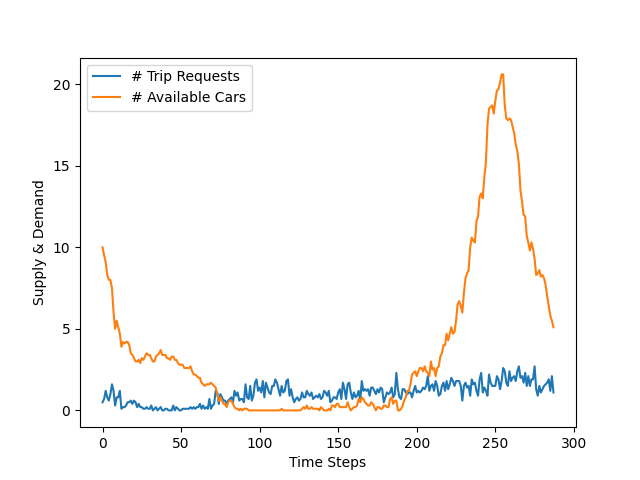 # Trip Requests
# Available Cars
20
15
10
5
0
Supply & Demand
0 50 100 150 200 250 300
Time Steps